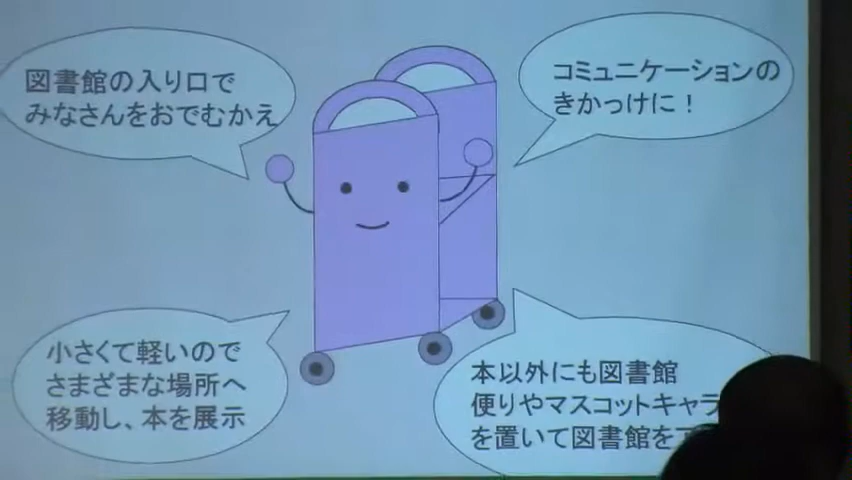 図書館の入り口で
みなさんをおでむかえ
コミュニケーションの
きかっけに！
小さくて軽いので
さまざまな場所へ
移動し、本を展示
本以外にも図書館
便りやマスコットキャラ
を置いて図書館を